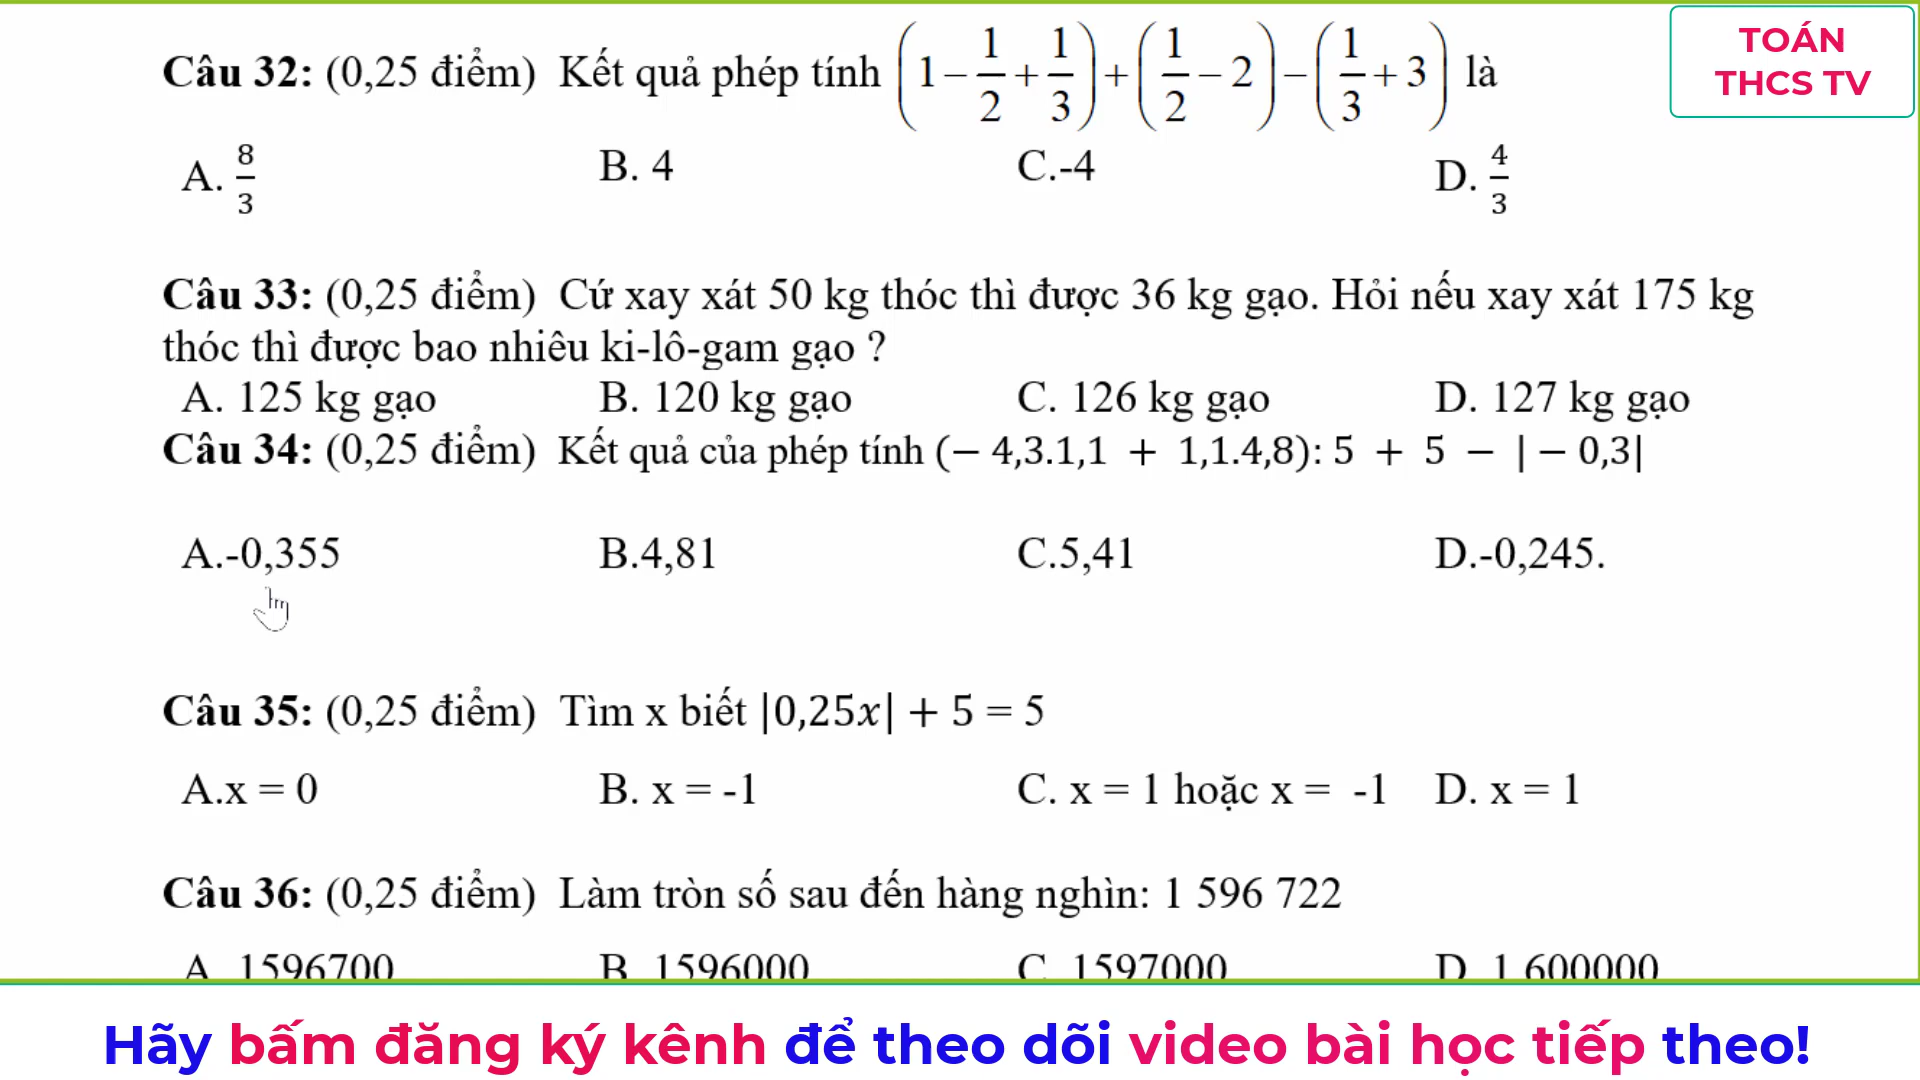 TOÁN
THCS TV
Câu 32: (0,25 điểm) Kết quả phép tính (1 − 1/2 + 1/3) + (1/2 − 2) − (1/3 + 3) là
A. 8/3 B. 4 C.-4 D. 4/3
Câu 33: (0,25 điểm) Cứ xay xát 50 kg thóc thì được 36 kg gạo. Hỏi nếu xay xát 175 kg
thóc thì được bao nhiêu ki-lô-gam gạo ?
A. 125 kg gạo B. 120 kg gạo C. 126 kg gạo D. 127 kg gạo
Câu 34: (0,25 điểm) Kết quả của phép tính (− 4,3.1,1 + 1,1.4,8): 5 + 5 − | − 0,3|
A.-0,355 B.4,81 C.5,41 D.-0,245.
Câu 35: (0,25 điểm) Tìm x biết |0,25x| + 5 = 5
A.x = 0 B. x = -1 C. x = 1 hoặc x = -1 D. x = 1
Câu 36: (0,25 điểm) Làm tròn số sau đến hàng nghìn: 1 596 722
A. 1596700 B. 1596000 C. 1597000 D. 1 600000
Hãy bấm đăng ký kênh để theo dõi video bài học tiếp theo!